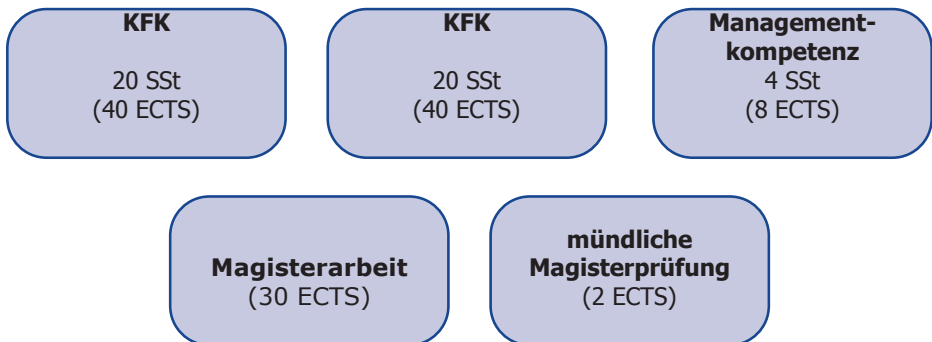 KFK
20 SSt
(40 ECTS)
KFK
20 SSt
(40 ECTS)
Management-
kompetenz
4 SSt
(8 ECTS)
Magisterarbeit
(30 ECTS)
mündliche
Magisterprüfung
(2 ECTS)